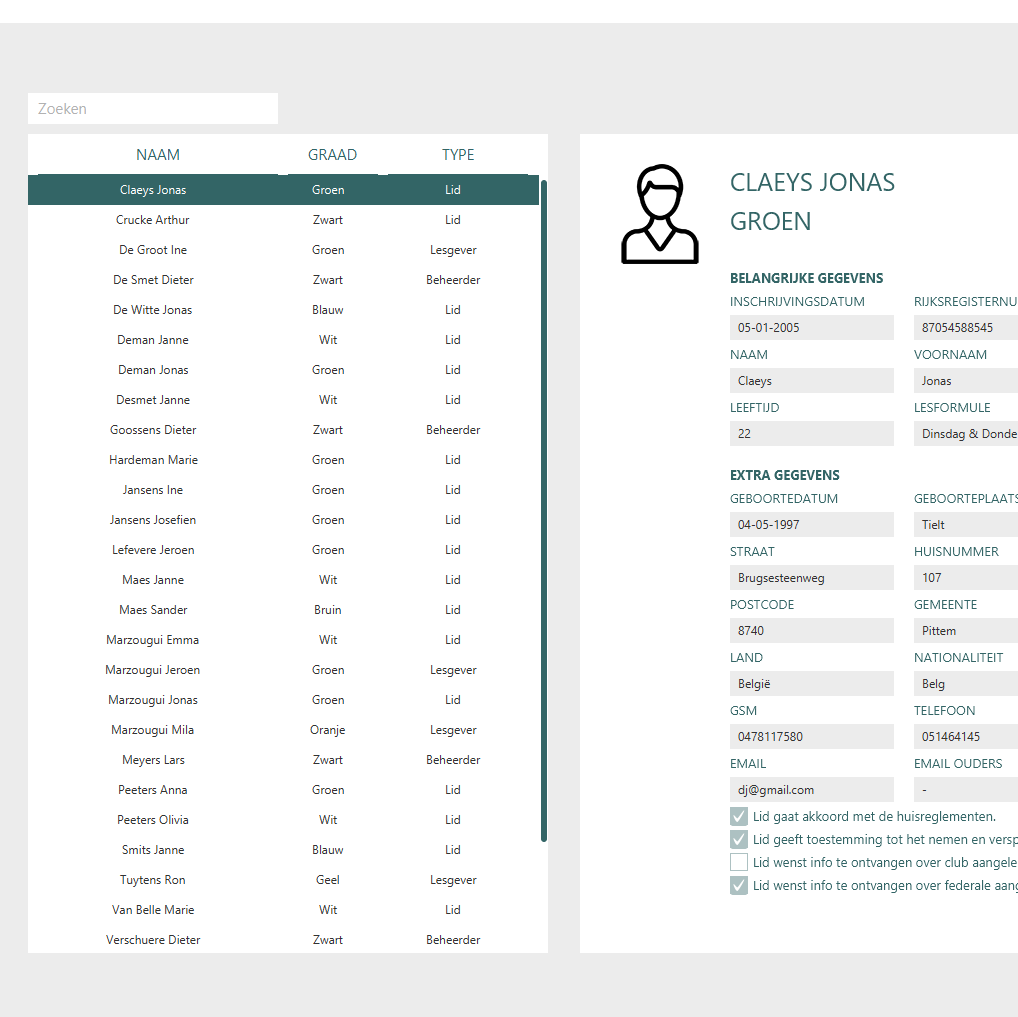 Zoeken
NAAM GRAAD TYPE
Claeys Jonas Groen Lid
Crucke Arthur Zwart Lid
De Groot Ine Groen Lesgever
De Smet Dieter Zwart Beheerder
De Witte Jonas Blauw Lid
Deman Janne Wit Lid
Deman Jonas Groen Lid
Desmet Janne Wit Lid
Goossens Dieter Zwart Beheerder
Hardeman Marie Groen Lid
Jansens Ine Groen Lid
Jansens Josefien Groen Lid
Lefevere Jeroen Groen Lid
Maes Janne Wit Lid
Maes Sander Bruin Lid
Marzougui Emma Wit Lid
Marzougui Jeroen Groen Lesgever
Marzougui Jonas Groen Lid
Marzougui Mila Oranje Lesgever
Meyers Lars Zwart Beheerder
Peeters Anna Groen Lid
Peeters Olivia Wit Lid
Smits Janne Blauw Lid
Tuytens Ron Geel Lesgever
Van Belle Marie Wit Lid
Verschuere Dieter Zwart Beheerder
CLAEYS JONAS
GROEN
BELANGRIJKE GEGEVENS
INSCHRIJVINGSDATUM RIJKSREGISTERNU
05-01-2005 87054588545
NAAM VOORNAAM
Claeys Jonas
LEEFTIJD LESFORMULE
22 Dinsdag & Donde
EXTRA GEGEVENS
GEBOORTEDATUM GEBOORTEPLAATS
04-05-1997 Tielt
STRAAT HUISNUMMER
Brugsesteenweg 107
POSTCODE GEMEENTE
8740 Pittem
LAND NATIONALITEIT
België Belg
GSM TELEFOON
0478117580 051464145
EMAIL EMAIL OUDERS
dj@gmail.com -
Lid gaat akkoord met de huisreglementen.
Lid geeft toestemming tot het nemen en versp
Lid wenst info te ontvangen over club aangele
Lid wenst info te ontvangen over federale aang